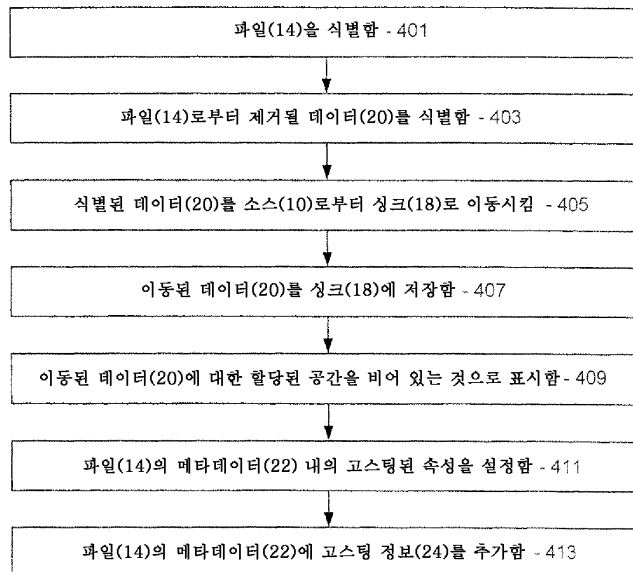 파일(14)을 식별함 - 401
파일(14)로부터 제거될 데이터(20)를 식별함 - 403
식별된 데이터(20)를 소스(10)로부터 싱크(18)로 이동시킴 - 405
이동된 데이터(20)를 싱크(18)에 저장함 - 407
이동된 데이터(20)에 대한 할당된 공간을 비어 있는 것으로 표시함 - 409
파일(14)의 메타데이터(22) 내의 고스팅된 속성을 설정함 - 411
파일(14)의 메타데이터(22)에 고스팅 정보(24)를 추가함 - 413